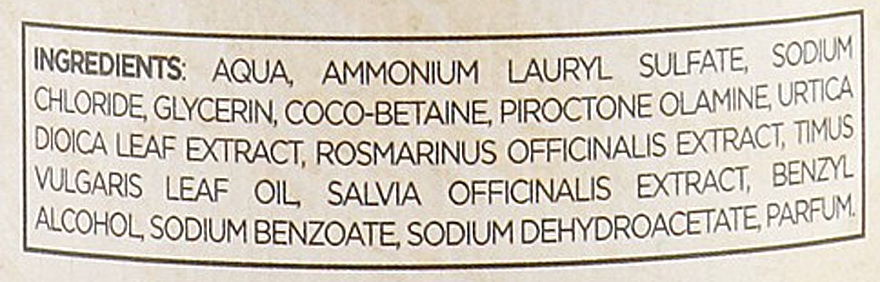 INGREDIENTS: AQUA, AMMONIUM LAURYL SULFATE, SODIUM
CHLORIDE, GLYCERIN, COCO-BETAINE, PIROCTONE OLAMINE, URTICA
DIOICA LEAF EXTRACT, ROSMARINUS OFFICINALIS EXTRACT, TIMUS
VULGARIS LEAF OIL, SALVIA OFFICINALIS EXTRACT, BENZYL
ALCOHOL, SODIUM BENZOATE, SODIUM DEHYDROACETATE, PARFUM.